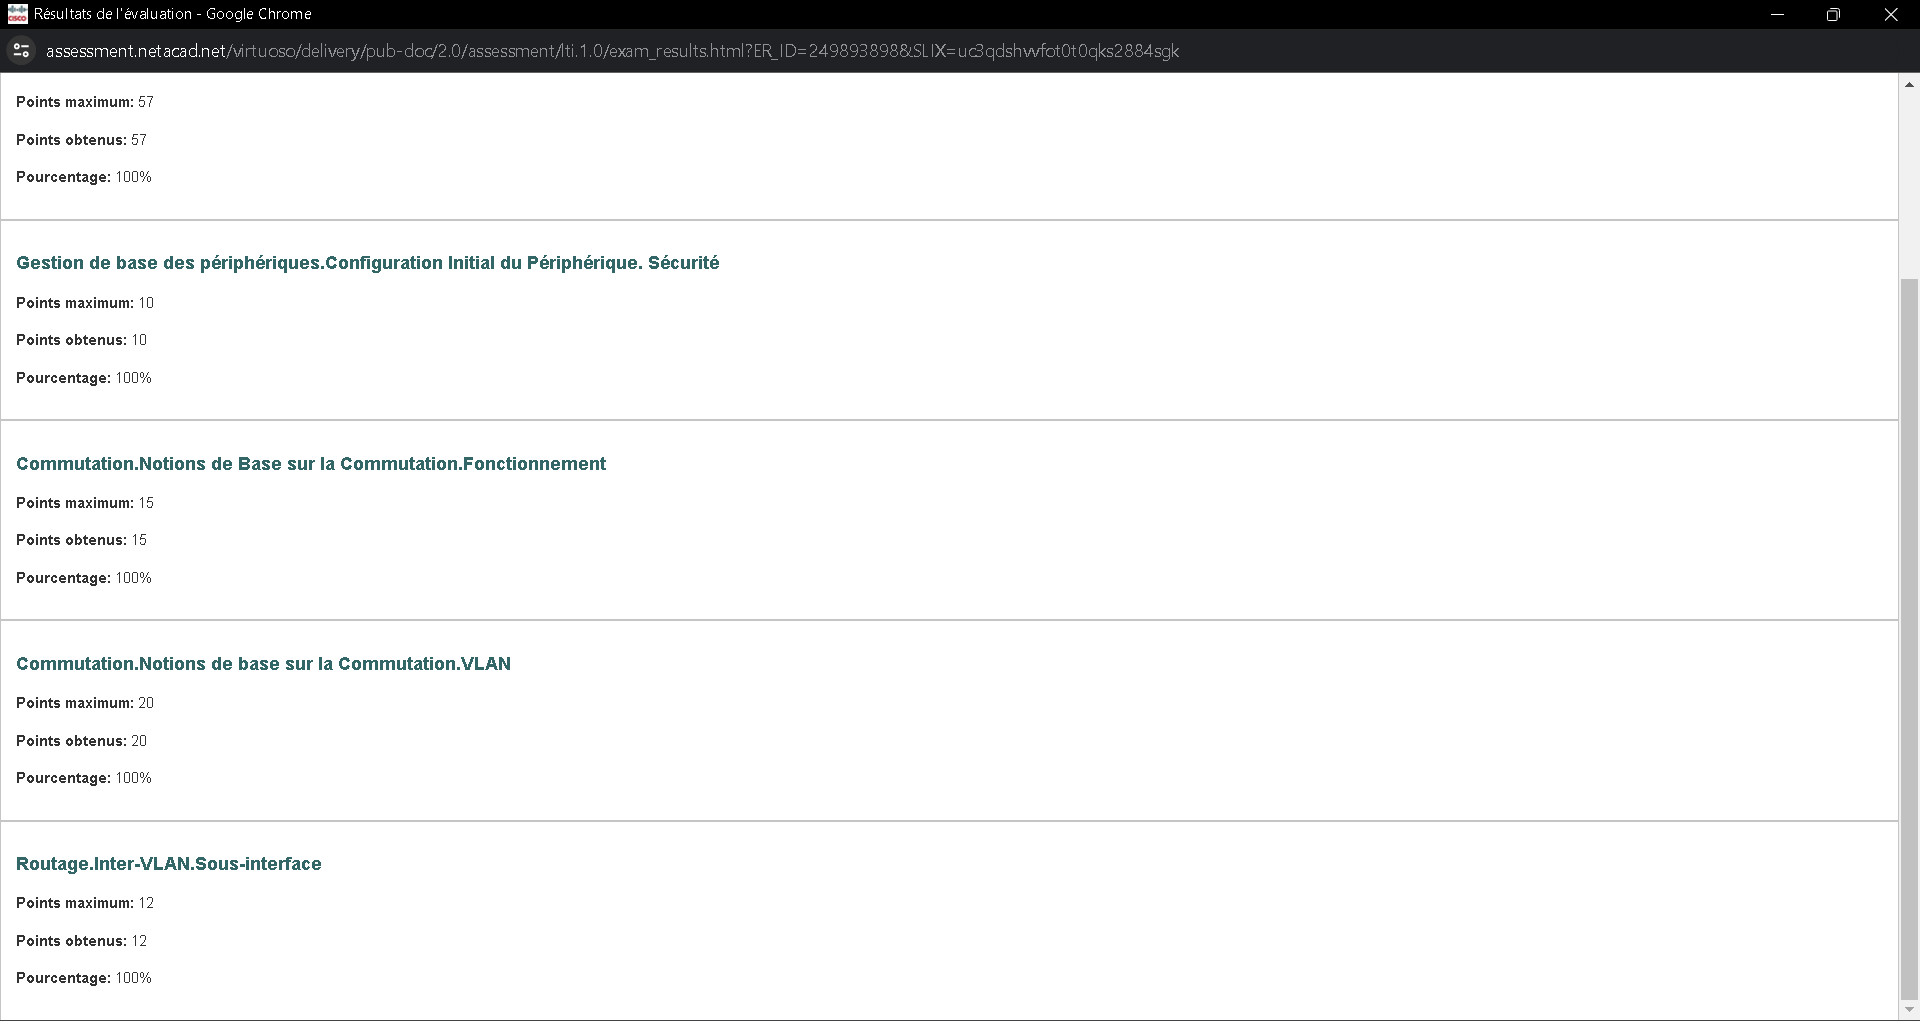 Résultats de l'évaluation - Google Chrome
assessment.netacad.net/virtuoso/delivery/pub-doc/2.0/assessment/lti.1.0/exam_results.html?ER_ID=249893898&SLIX=uc3qdshvvfot0t0qks2884sgk
Points maximum: 57
Points obtenus: 57
Pourcentage: 100%
Gestion de base des périphériques.Configuration Initial du Périphérique. Sécurité
Points maximum: 10
Points obtenus: 10
Pourcentage: 100%
Commutation.Notions de Base sur la Commutation.Fonctionnement
Points maximum: 15
Points obtenus: 15
Pourcentage: 100%
Commutation.Notions de base sur la Commutation.VLAN
Points maximum: 20
Points obtenus: 20
Pourcentage: 100%
Routage.Inter-VLAN.Sous-interface
Points maximum: 12
Points obtenus: 12
Pourcentage: 100%